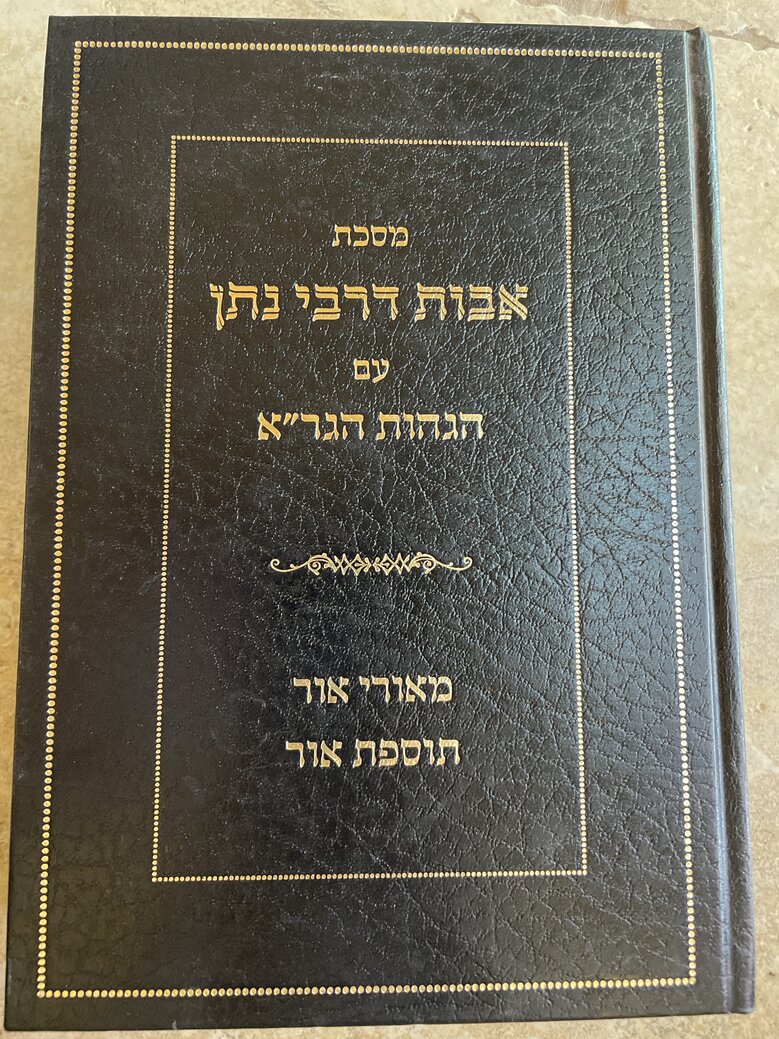 מסכת
אבות דרבי נתן
עם
הגהות הגר״א
מאורי אור
תוספת אור